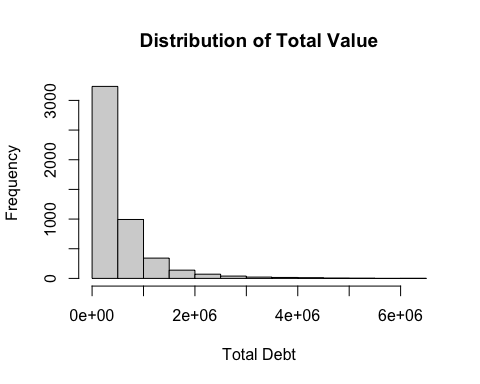 Distribution of Total Value
Frequency
3000
2000
1000
0
0e+00 2e+06 4e+06 6e+06
Total Debt